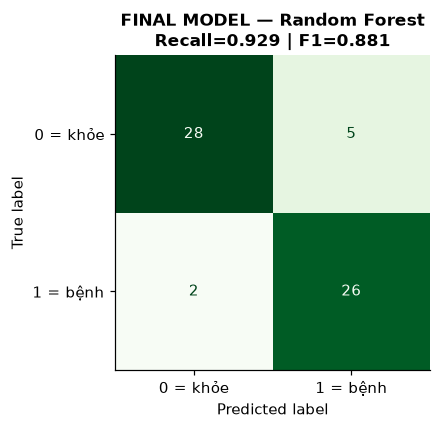 FINAL MODEL — Random Forest
Recall=0.929 | F1=0.881
True label
0 = khỏe
28
5
1 = bệnh
2
26
0 = khỏe
1 = bệnh
Predicted label